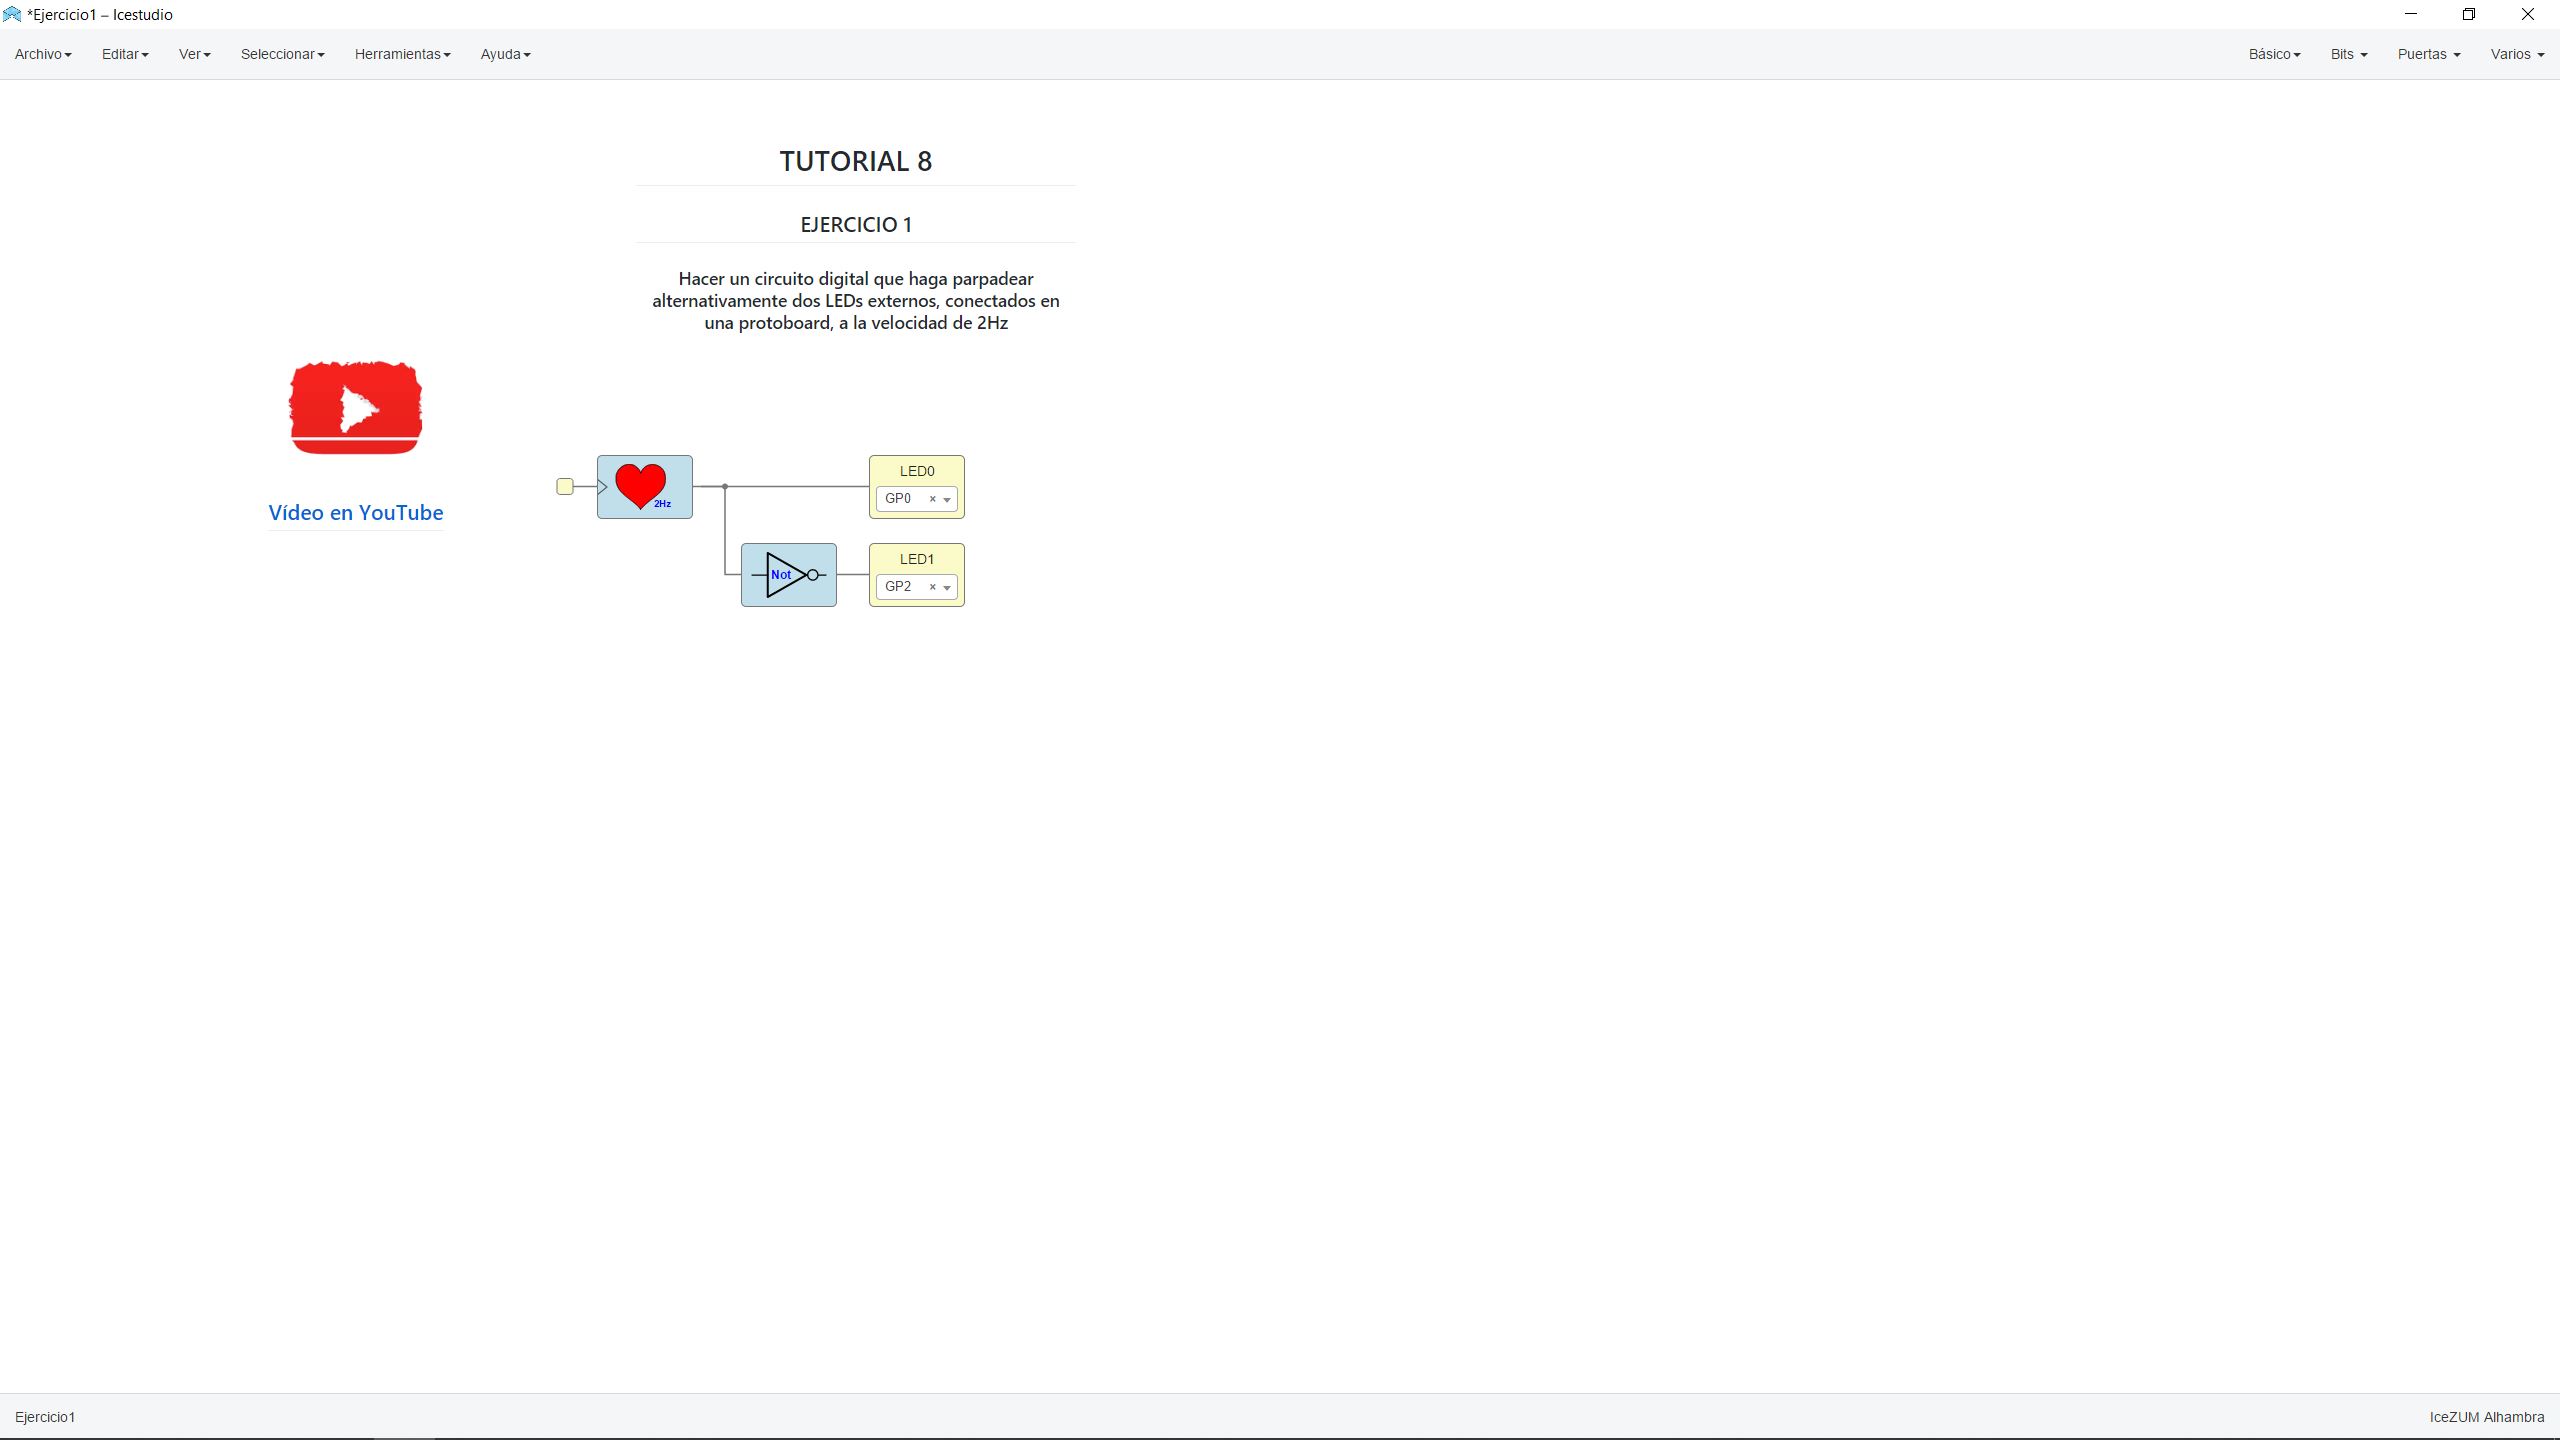 *Ejercicio1 – Icestudio
Archivo Editar Ver Seleccionar Herramientas Ayuda Básico Bits Puertas Varios
TUTORIAL 8
EJERCICIO 1
Hacer un circuito digital que haga parpadear
alternativamente dos LEDs externos, conectados en
una protoboard, a la velocidad de 2Hz
Vídeo en YouTube
2Hz
LED0
GP0 ×
Not
LED1
GP2 ×
Ejercicio1
IceZUM Alhambra